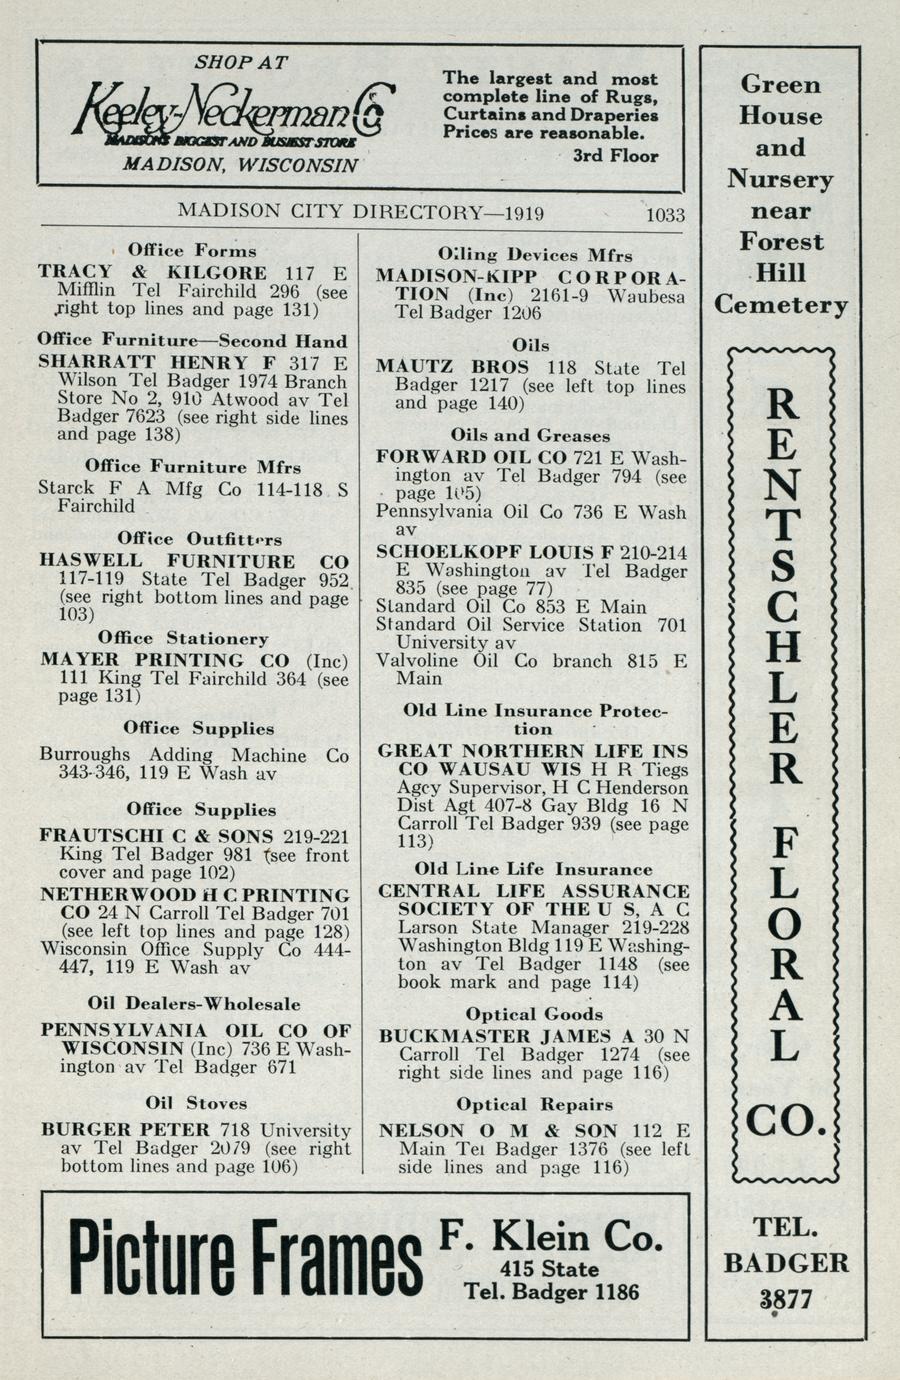 SHOP AT
Keeley-Neckerman Co
MADISON'S BIGGEST AND BUSIEST STORE
MADISON, WISCONSIN
The largest and most
complete line of Rugs,
Curtains and Draperies
Prices are reasonable.
3rd Floor
MADISON CITY DIRECTORY—1919 1033
Office Forms
TRACY & KILGORE 117 E
Mifflin Tel Fairchild 296 (see
right top lines and page 131)
Office Furniture—Second Hand
SHARRATT HENRY F 317 E
Wilson Tel Badger 1974 Branch
Store No 2, 910 Atwood av Tel
Badger 7623 (see right side lines
and page 138)
Office Furniture Mfrs
Starck F A Mfg Co 114-118 S
Fairchild
Office Outfitters
HASWELL FURNITURE CO
117-119 State Tel Badger 952
(see right bottom lines and page
103)
Office Stationery
MAYER PRINTING CO (Inc)
111 King Tel Fairchild 364 (see
page 131)
Office Supplies
Burroughs Adding Machine Co
343-346, 119 E Wash av
Office Supplies
FRAUTSCHI C & SONS 219-221
King Tel Badger 981 (see front
cover and page 102)
NETHERWOOD H C PRINTING
CO 24 N Carroll Tel Badger 701
(see left top lines and page 128)
Wisconsin Office Supply Co 444-
447, 119 E Wash av
Oil Dealers-Wholesale
PENNSYLVANIA OIL CO OF
WISCONSIN (Inc) 736 E Wash-
ington av Tel Badger 671
Oil Stoves
BURGER PETER 718 University
av Tel Badger 2079 (see right
bottom lines and page 106)
Oiling Devices Mfrs
MADISON-KIPP CORPORA-
TION (Inc) 2161-9 Waubesa
Tel Badger 1206
Oils
MAUTZ BROS 118 State Tel
Badger 1217 (see left top lines
and page 140)
Oils and Greases
FORWARD OIL CO 721 E Wash-
ington av Tel Badger 794 (see
page 105)
Pennsylvania Oil Co 736 E Wash
av
SCHOELKOPF LOUIS F 210-214
E Washington av Tel Badger
835 (see page 77)
Standard Oil Co 853 E Main
Standard Oil Service Station 701
University av
Valvoline Oil Co branch 815 E
Main
Old Line Insurance Protec-
tion
GREAT NORTHERN LIFE INS
CO WAUSAU WIS H R Tiegs
Agcy Supervisor, H C Henderson
Dist Agt 407-8 Gay Bldg 16 N
Carroll Tel Badger 939 (see page
113)
Old Line Life Insurance
CENTRAL LIFE ASSURANCE
SOCIETY OF THE U S, A C
Larson State Manager 219-228
Washington Bldg 119 E Washing-
ton av Tel Badger 1148 (see
book mark and page 114)
Optical Goods
BUCKMASTER JAMES A 30 N
Carroll Tel Badger 1274 (see
right side lines and page 116)
Optical Repairs
NELSON O M & SON 112 E
Main Tel Badger 1376 (see left
side lines and page 116)
Picture Frames
F. Klein Co.
415 State
Tel. Badger 1186
Green
House
and
Nursery
near
Forest
Hill
Cemetery
RENTSCHLER FLORAL
CO.
TEL.
BADGER
3877